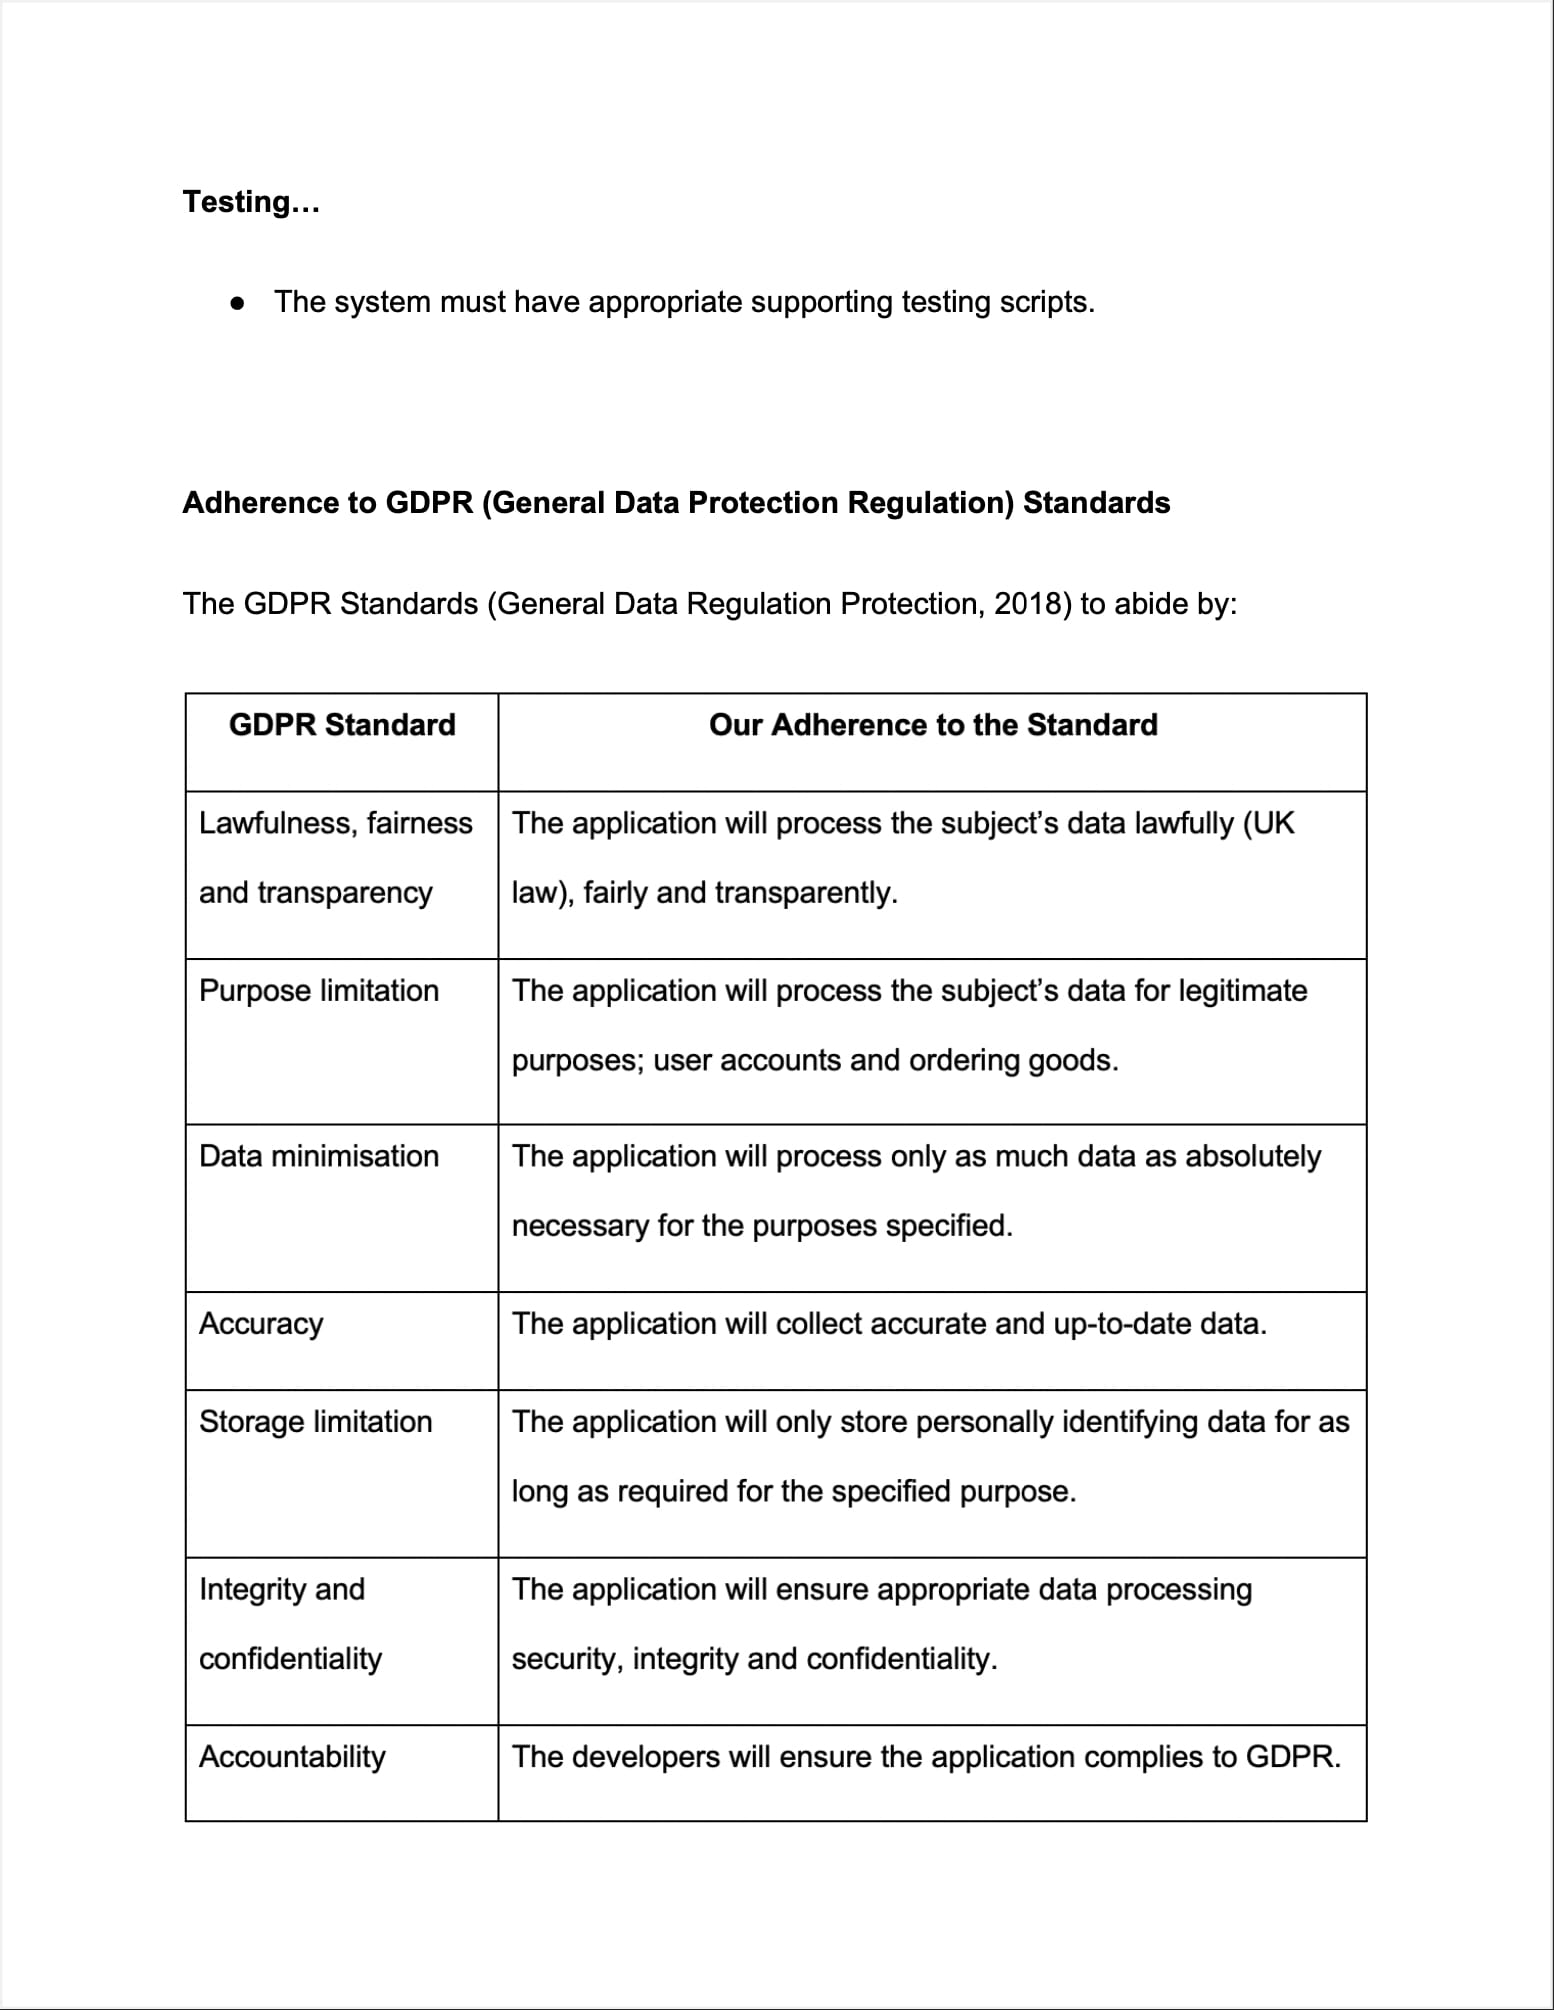 Testing…
● The system must have appropriate supporting testing scripts.
Adherence to GDPR (General Data Protection Regulation) Standards
The GDPR Standards (General Data Regulation Protection, 2018) to abide by:
GDPR Standard
Our Adherence to the Standard
Lawfulness, fairness
and transparency
The application will process the subject’s data lawfully (UK
law), fairly and transparently.
Purpose limitation
The application will process the subject’s data for legitimate
purposes; user accounts and ordering goods.
Data minimisation
The application will process only as much data as absolutely
necessary for the purposes specified.
Accuracy
The application will collect accurate and up-to-date data.
Storage limitation
The application will only store personally identifying data for as
long as required for the specified purpose.
Integrity and
confidentiality
The application will ensure appropriate data processing
security, integrity and confidentiality.
Accountability
The developers will ensure the application complies to GDPR.